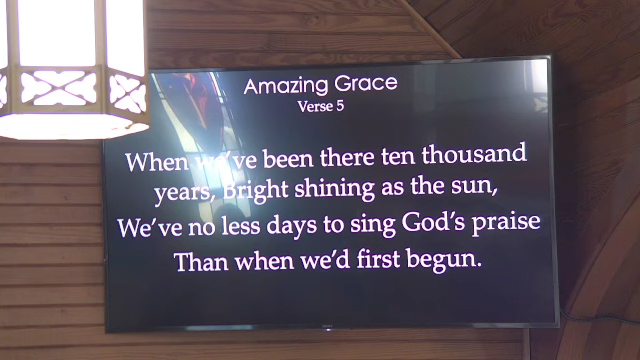 Amazing Grace
Verse 5
When we've been there ten thousand
years, Bright shining as the sun,
We've no less days to sing God's praise
Than when we'd first begun.